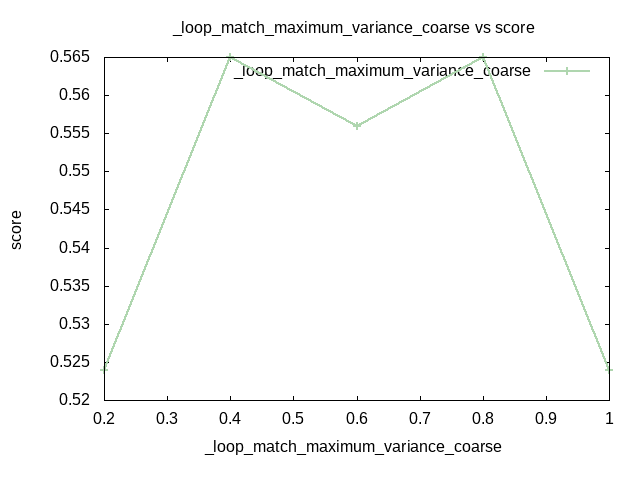 _loop_match_maximum_variance_coarse vs score
0.565
_loop_match_maximum_variance_coarse
0.56
0.555
0.55
0.545
score
0.54
0.535
0.53
0.525
0.52
0.2 0.3 0.4 0.5 0.6 0.7 0.8 0.9 1
_loop_match_maximum_variance_coarse